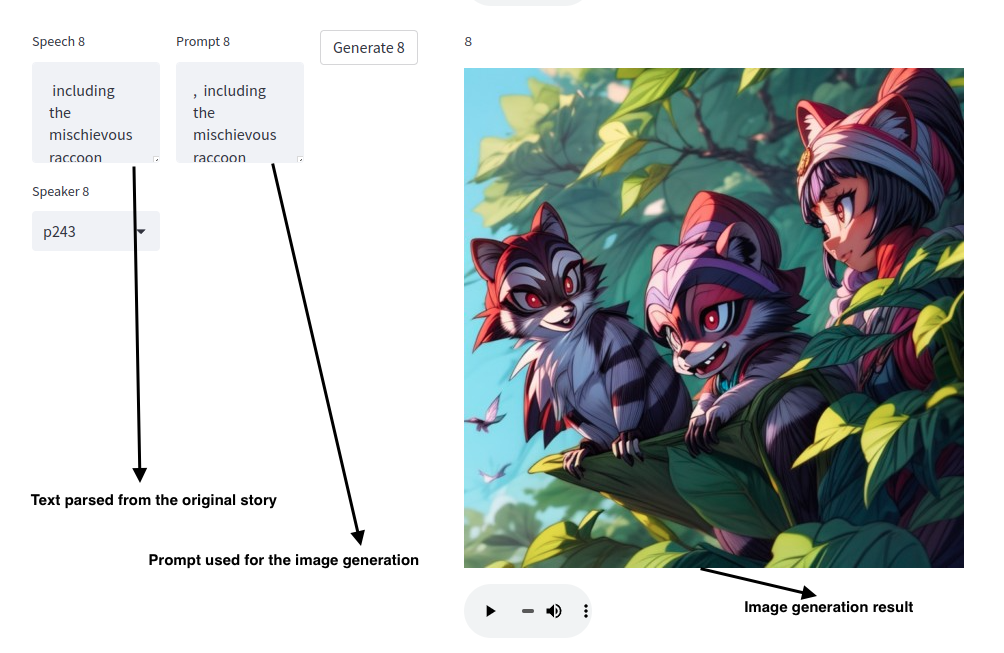 Speech 8
Prompt 8
Generate 8
8
including
the
mischievous
raccoon
, including
the
mischievous
raccoon
Speaker 8
p243
Text parsed from the original story
Prompt used for the image generation
Image generation result